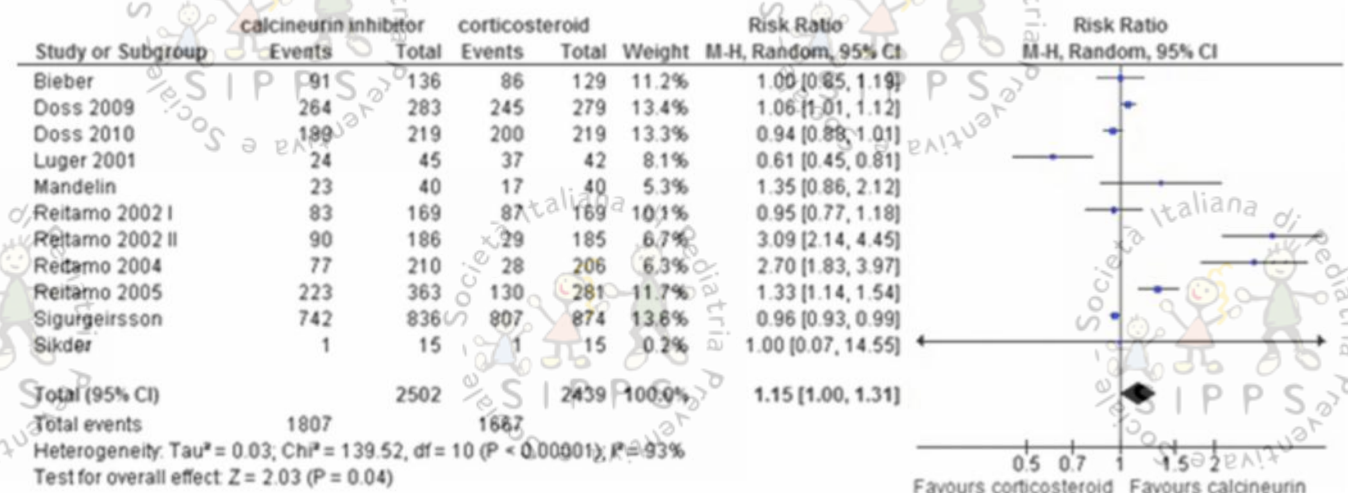 calcineurin inhibitor corticosteroid Risk Ratio Risk Ratio
Study or Subgroup Events Total Events Total Weight M-H, Random, 95% CI M-H, Random, 95% CI
Bieber 91 136 86 129 11.2% 1.00 [0.85, 1.19]
Doss 2009 264 283 245 279 13.4% 1.06 [1.01, 1.12]
Doss 2010 189 219 200 219 13.3% 0.94 [0.88, 1.01]
Luger 2001 24 45 37 42 8.1% 0.61 [0.45, 0.81]
Mandelin 23 40 17 40 5.3% 1.35 [0.86, 2.12]
Reitamo 2002 I 83 169 87 169 10.1% 0.95 [0.77, 1.18]
Reitamo 2002 II 90 186 29 185 6.7% 3.09 [2.14, 4.45]
Reitamo 2004 77 210 28 206 6.3% 2.70 [1.83, 3.97]
Reitamo 2005 223 363 130 281 11.7% 1.33 [1.14, 1.54]
Sigurgeirsson 742 836 807 874 13.6% 0.96 [0.93, 0.99]
Sikder 1 15 1 15 0.2% 1.00 [0.07, 14.55]
Total (95% CI) 2502 2439 100.0% 1.15 [1.00, 1.31]
Total events 1807 1667
Heterogeneity: Tau² = 0.03; Chi² = 139.52, df = 10 (P < 0.00001); I² = 93%
Test for overall effect: Z = 2.03 (P = 0.04)
0.5 0.7 1 1.5 2
Favours corticosteroid Favours calcineurin
Società Italiana di Pediatria Preventiva e Sociale
SIPPS